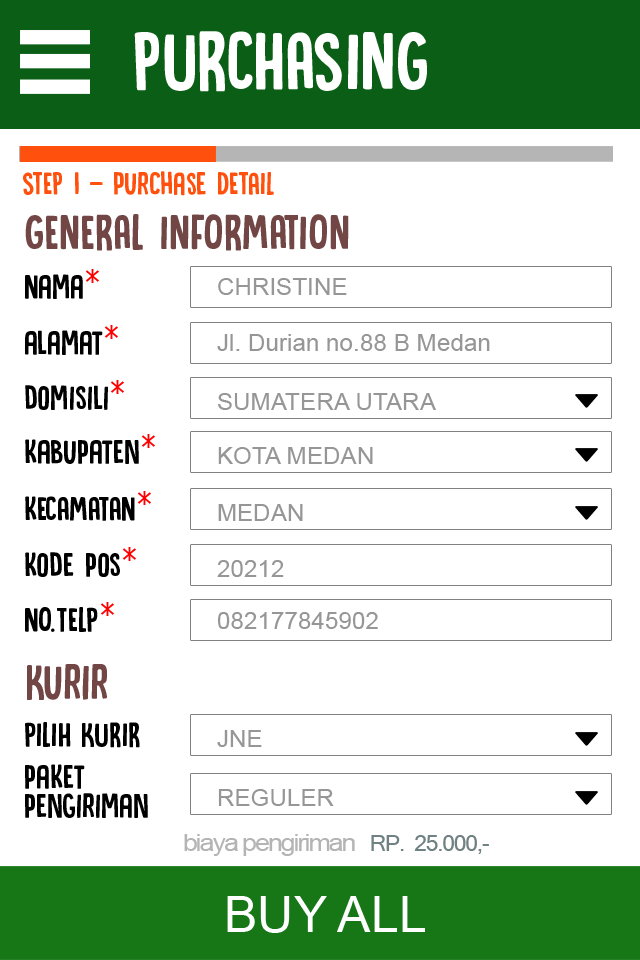 PURCHASING
STEP 1 - PURCHASE DETAIL
GENERAL INFORMATION
NAMA* CHRISTINE
ALAMAT* Jl. Durian no.88 B Medan
DOMISILI* SUMATERA UTARA
KABUPATEN* KOTA MEDAN
KECAMATAN* MEDAN
KODE POS* 20212
NO.TELP* 082177845902
KURIR
PILIH KURIR JNE
PAKET
PENGIRIMAN REGULER
biaya pengiriman RP. 25.000,-
BUY ALL